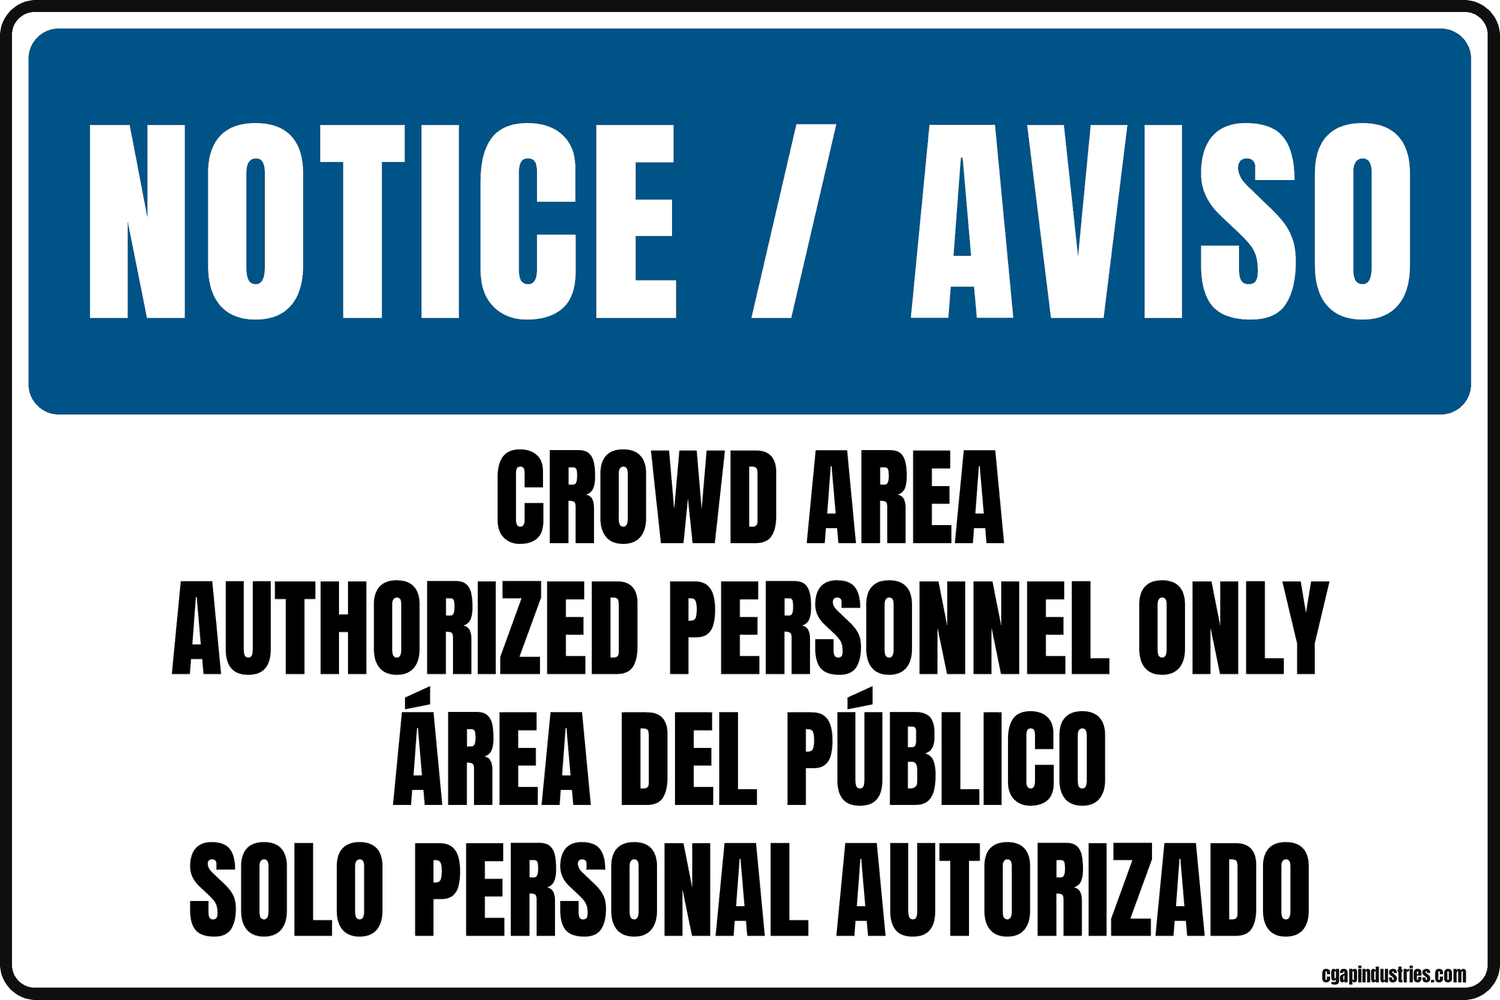 NOTICE / AVISO
CROWD AREA
AUTHORIZED PERSONNEL ONLY
ÁREA DEL PÚBLICO
SOLO PERSONAL AUTORIZADO
cgapindustries.com